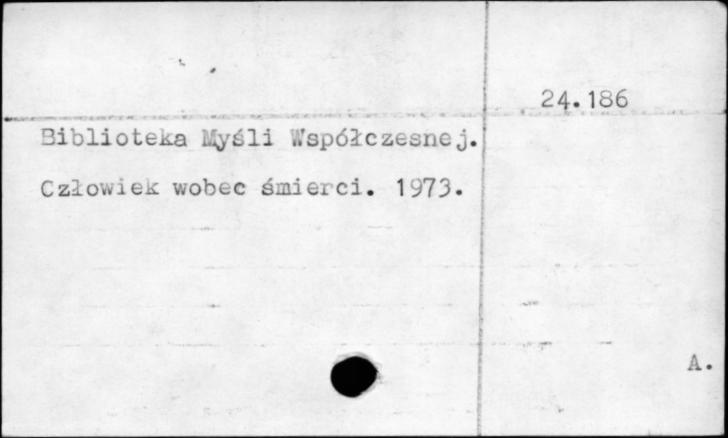 24.186
Biblioteka Myśli Współczesnej.
Człowiek wobec śmierci. 1973.
A.